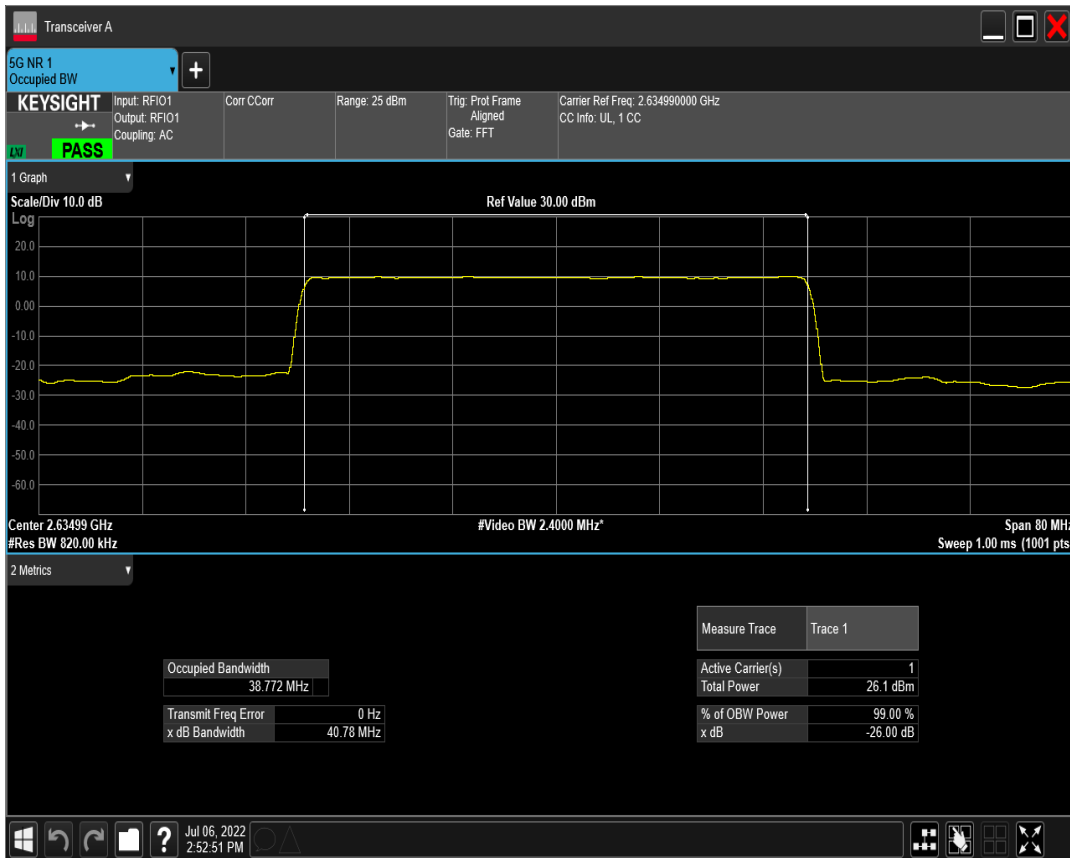 Transceiver A
5G NR 1
Occupied BW
+
KEYSIGHT
LXI
PASS
Input: RFIO1
Output: RFIO1
Coupling: AC
Corr CCorr
Range: 25 dBm
Trig: Prot Frame
Aligned
Gate: FFT
Carrier Ref Freq: 2.634990000 GHz
CC Info: UL, 1 CC
1 Graph
Scale/Div 10.0 dB
Ref Value 30.00 dBm
Log
20.0
10.0
0.00
-10.0
-20.0
-30.0
-40.0
-50.0
-60.0
Center 2.63499 GHz
#Video BW 2.4000 MHz*
Span 80 MHz
#Res BW 820.00 kHz
Sweep 1.00 ms (1001 pts
2 Metrics
Measure Trace Trace 1
Occupied Bandwidth
38.772 MHz
Active Carrier(s) 1
Total Power 26.1 dBm
Transmit Freq Error 0 Hz
x dB Bandwidth 40.78 MHz
% of OBW Power 99.00 %
x dB -26.00 dB
?
Jul 06, 2022
2:52:51 PM